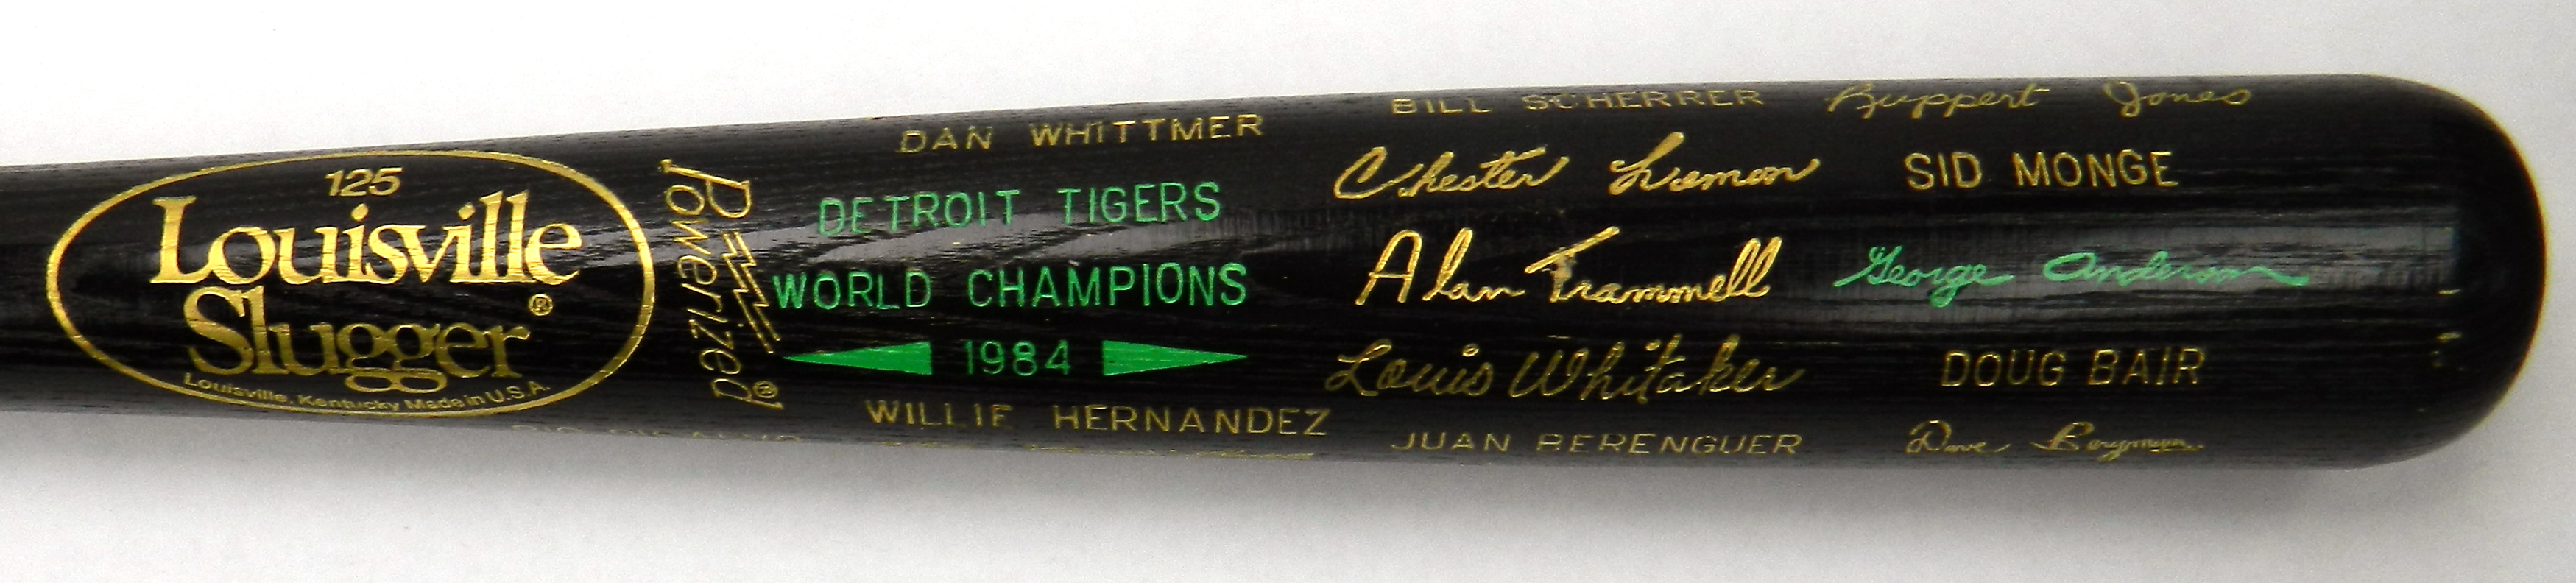 125
Louisville
Slugger®
Louisville, Kentucky Made in U.S.A.
Powerized®
DAN WHITTMER
DETROIT TIGERS
WORLD CHAMPIONS
1984
WILLIE HERNANDEZ
BILL SCHERRER
Chester Lemon
Alan Trammell
Louis Whitaker
JUAN BERENGUER
Ruppert Jones
SID MONGE
George Anderson
DOUG BAIR
Dave Bergman